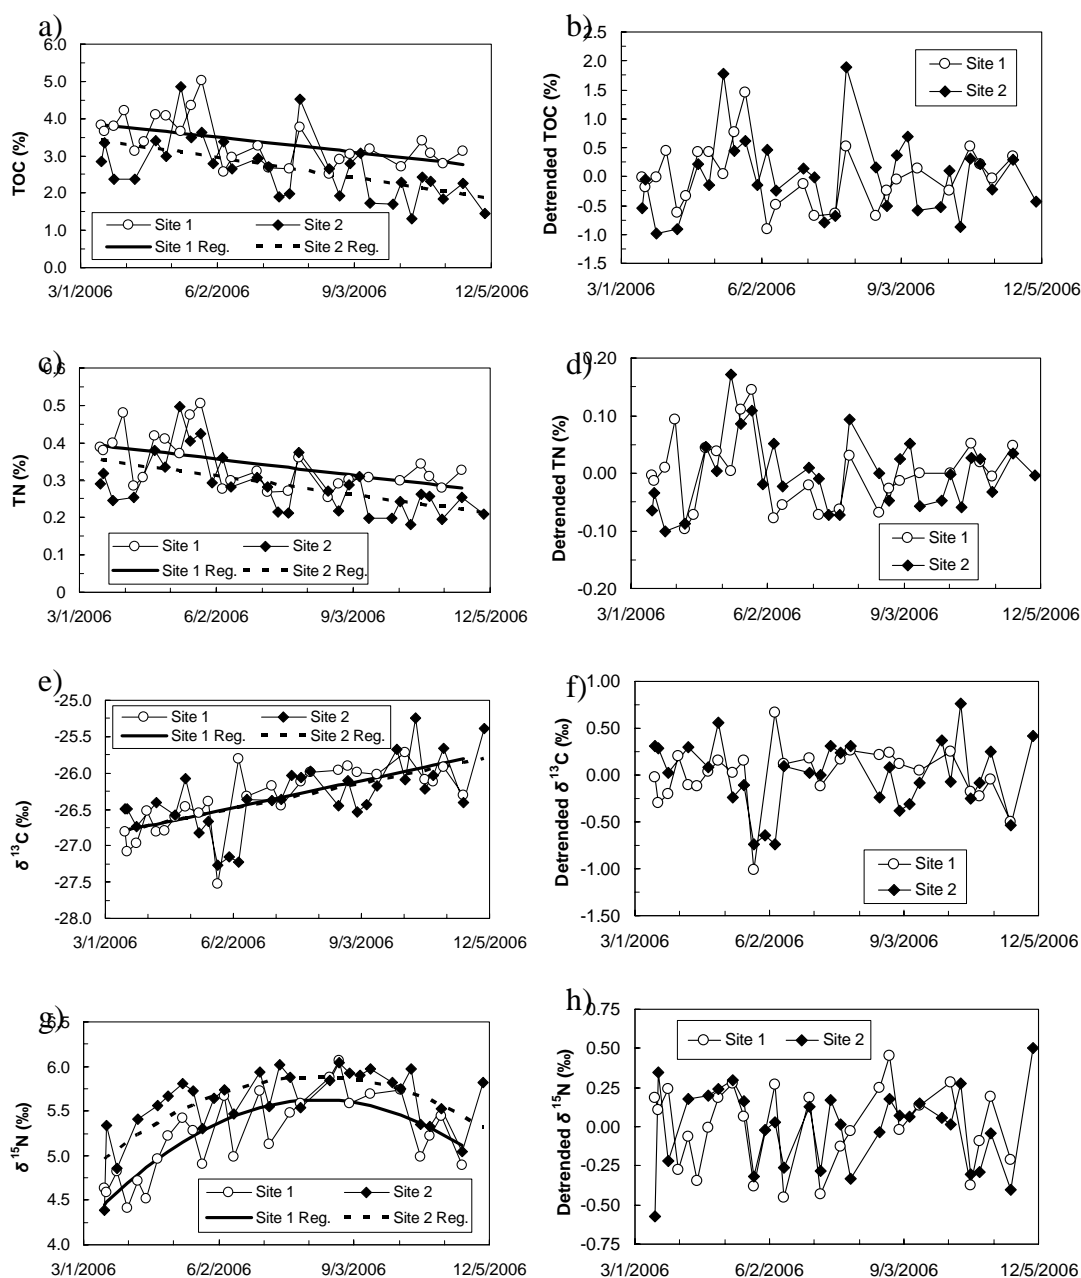 a)
6.0
5.0
4.0
3.0
2.0
1.0
0.0
TOC (%)
Site 1
Site 2
Site 1 Reg.
Site 2 Reg.
3/1/2006
6/2/2006
9/3/2006
12/5/2006
b)
2.5
2.0
1.5
1.0
0.5
0.0
-0.5
-1.0
-1.5
Detrended TOC (%)
Site 1
Site 2
3/1/2006
6/2/2006
9/3/2006
12/5/2006
c)
0.6
0.5
0.4
0.3
0.2
0.1
0
TN (%)
Site 1
Site 2
Site 1 Reg.
Site 2 Reg.
3/1/2006
6/2/2006
9/3/2006
12/5/2006
d)
0.20
0.10
0.00
-0.10
-0.20
Detrended TN (%)
Site 1
Site 2
3/1/2006
6/2/2006
9/3/2006
12/5/2006
e)
-25.0
-25.5
-26.0
-26.5
-27.0
-27.5
-28.0
δ¹³C (‰)
Site 1
Site 2
Site 1 Reg.
Site 2 Reg.
3/1/2006
6/2/2006
9/3/2006
12/5/2006
f)
1.00
0.50
0.00
-0.50
-1.00
-1.50
Detrended δ¹³C (‰)
Site 1
Site 2
3/1/2006
6/2/2006
9/3/2006
12/5/2006
g)
6.5
6.0
5.5
5.0
4.5
4.0
δ¹⁵N (‰)
Site 1
Site 2
Site 1 Reg.
Site 2 Reg.
3/1/2006
6/2/2006
9/3/2006
12/5/2006
h)
0.75
0.50
0.25
0.00
-0.25
-0.50
-0.75
Detrended δ¹⁵N (‰)
Site 1
Site 2
3/1/2006
6/2/2006
9/3/2006
12/5/2006